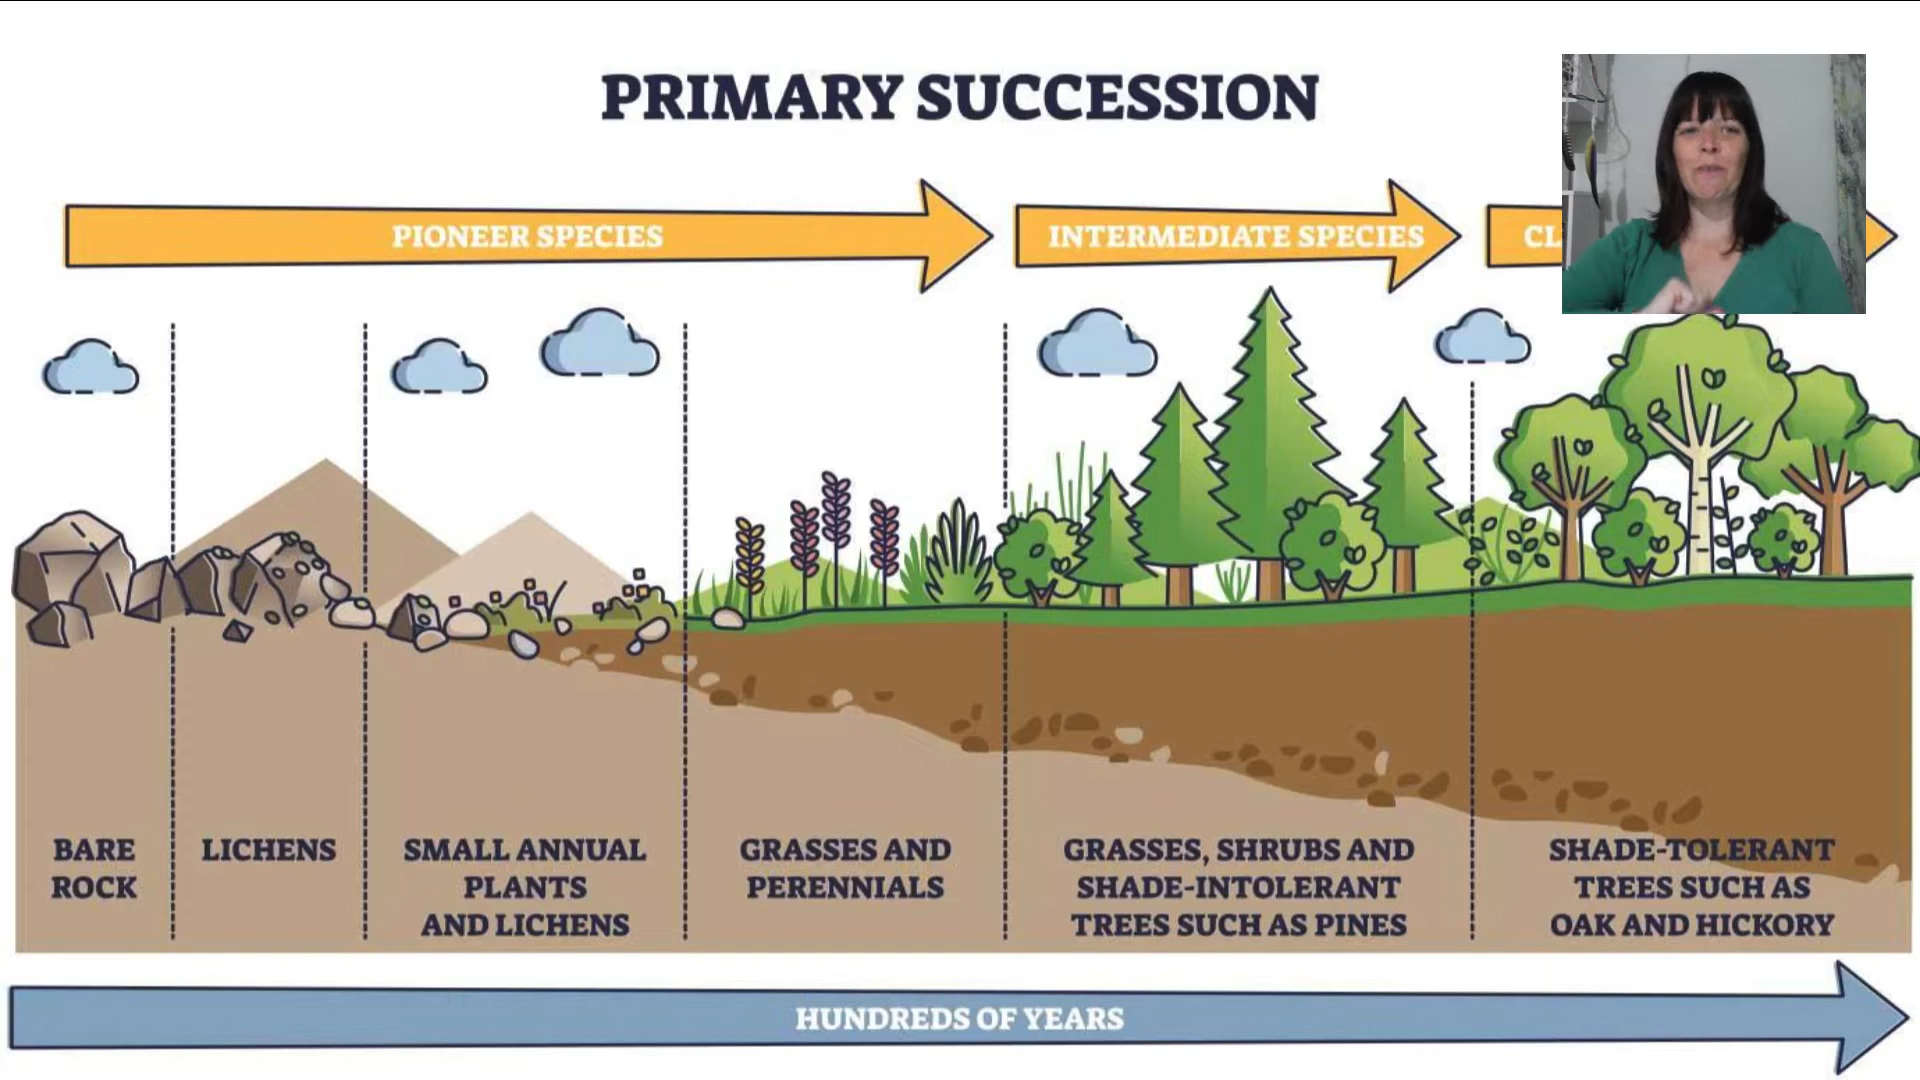 PRIMARY SUCCESSION
PIONEER SPECIES
INTERMEDIATE SPECIES
BARE
ROCK
LICHENS
SMALL ANNUAL
PLANTS
AND LICHENS
GRASSES AND
PERENNIALS
GRASSES, SHRUBS AND
SHADE-INTOLERANT
TREES SUCH AS PINES
SHADE-TOLERANT
TREES SUCH AS
OAK AND HICKORY
HUNDREDS OF YEARS